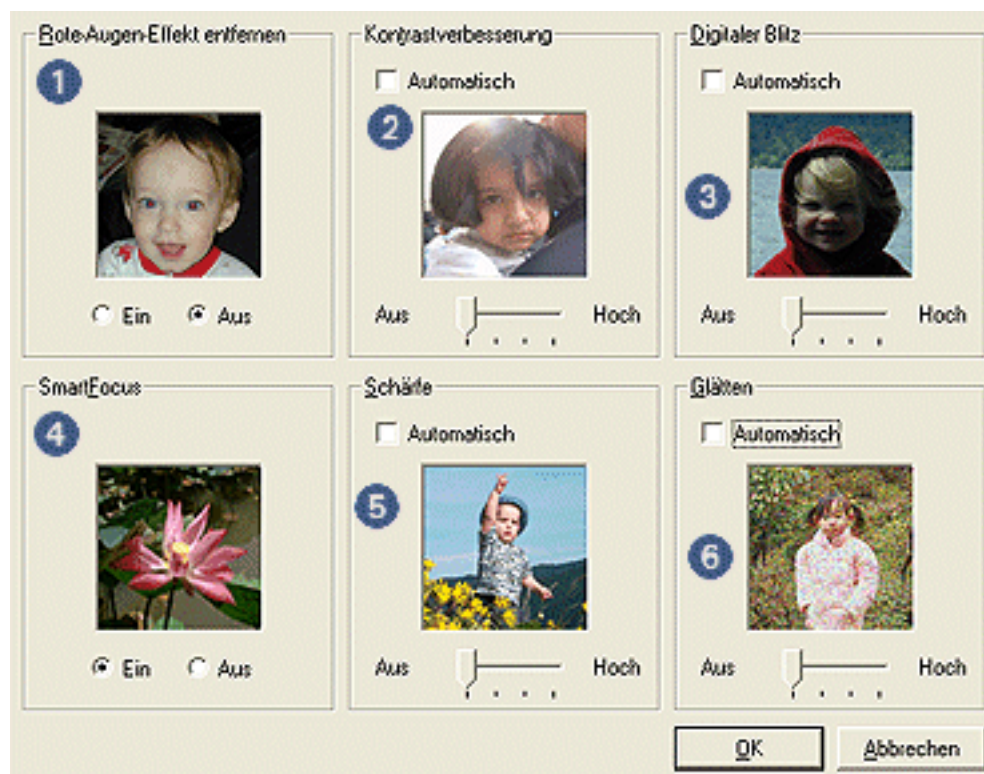 Rote-Augen-Effekt entfernen
1
Ein Aus
Kontrastverbesserung
Automatisch
2
Aus Hoch
Digitaler Blitz
Automatisch
3
Aus Hoch
SmartFocus
4
Ein Aus
Schärfe
Automatisch
5
Aus Hoch
Glätten
Automatisch
6
Aus Hoch
OK Abbrechen